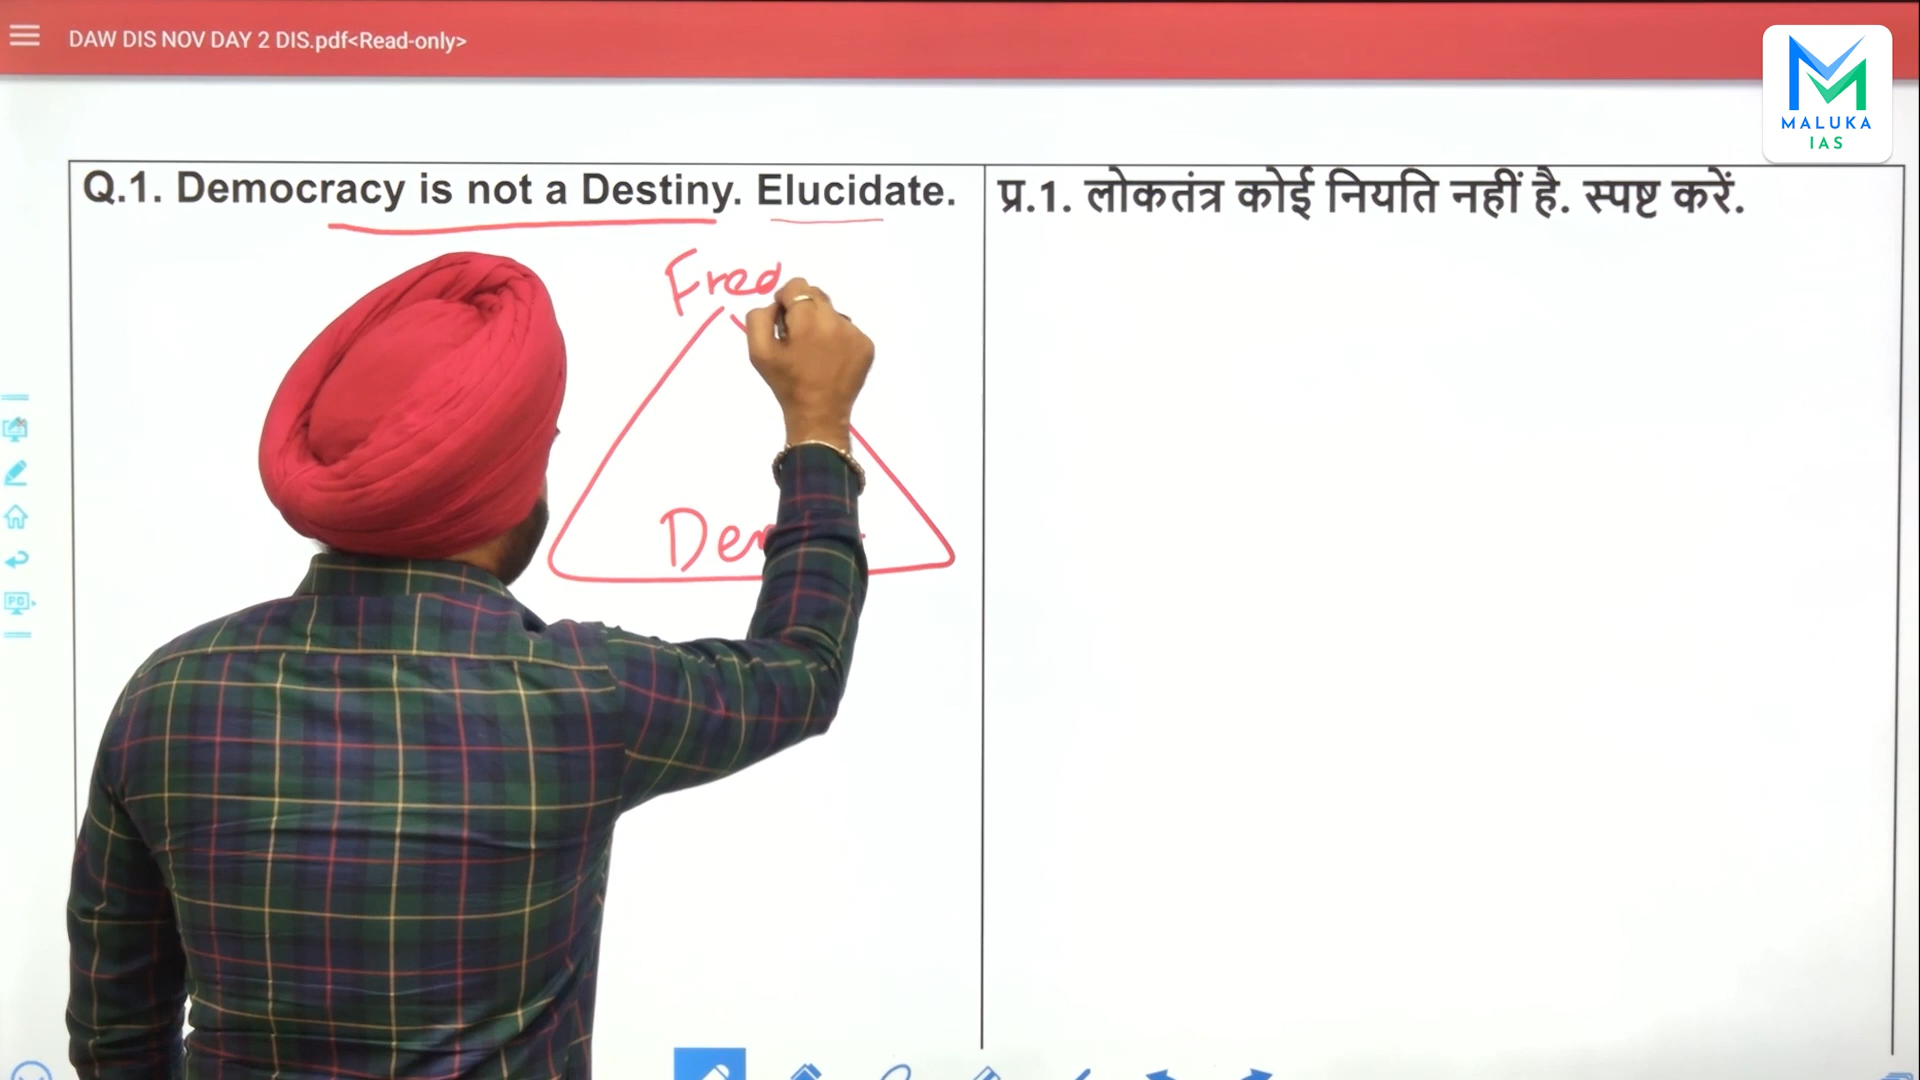 DAW DIS NOV DAY 2 DIS.pdf<Read-only>
MALUKA
IAS
Q.1. Democracy is not a Destiny. Elucidate.
प्र.1. लोकतंत्र कोई नियति नहीं है. स्पष्ट करें.
Fred
PC